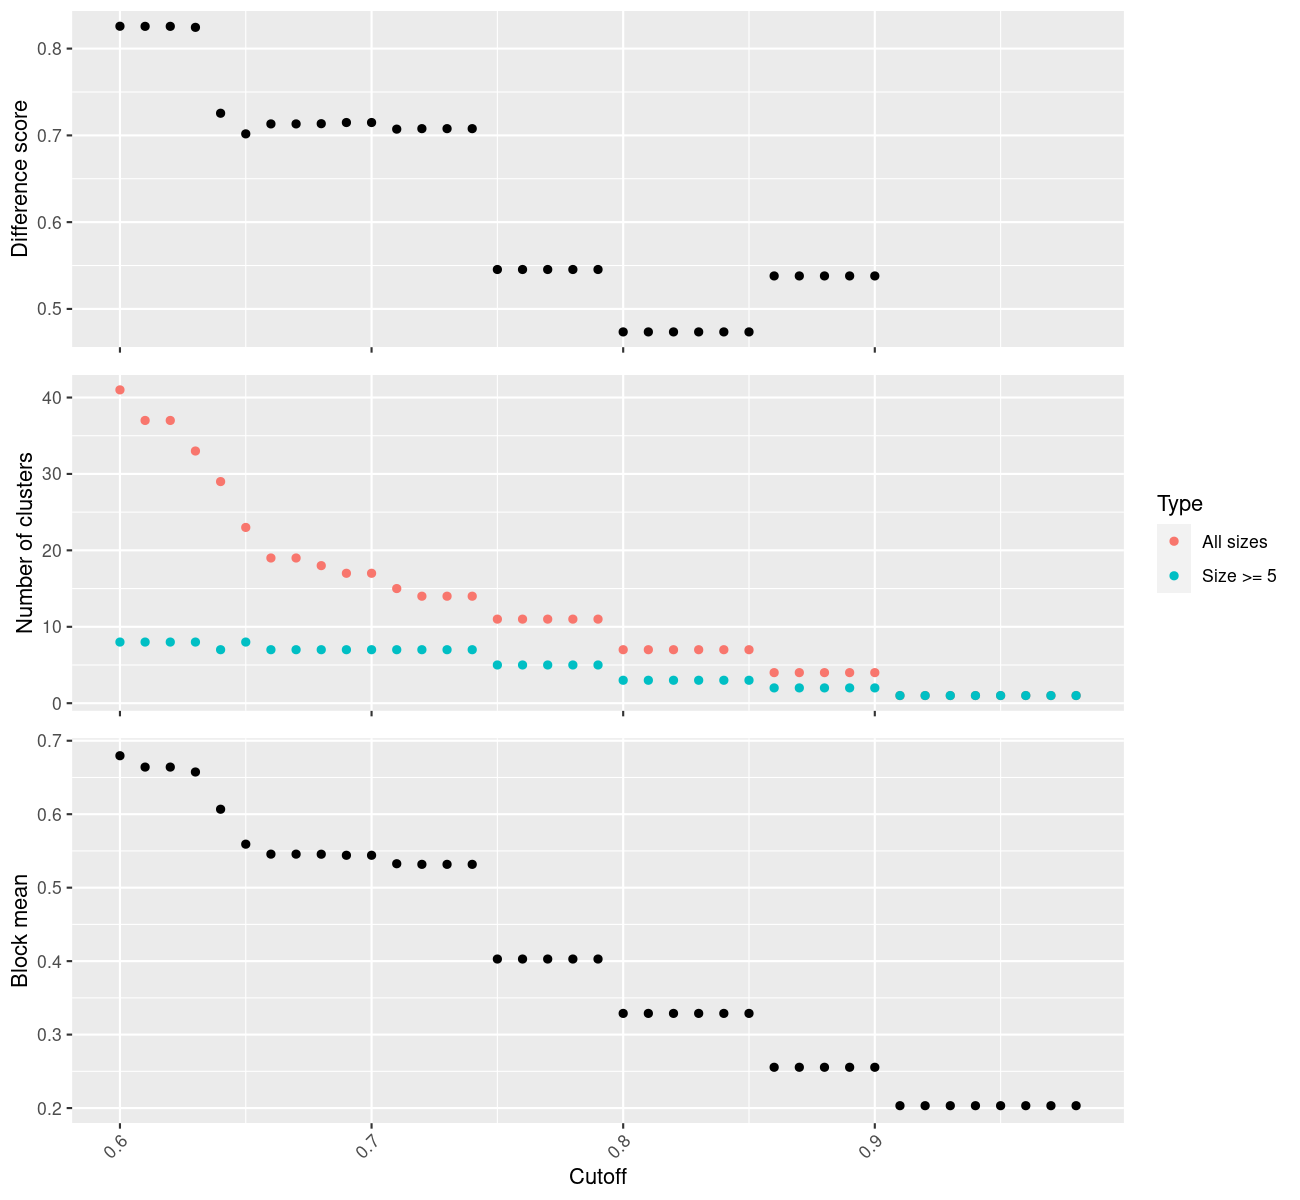 Difference score
0.8
0.7
0.6
0.5
Number of clusters
40
30
20
10
0
Type
All sizes
Size >= 5
Block mean
0.7
0.6
0.5
0.4
0.3
0.2
0.6 0.7 0.8 0.9
Cutoff